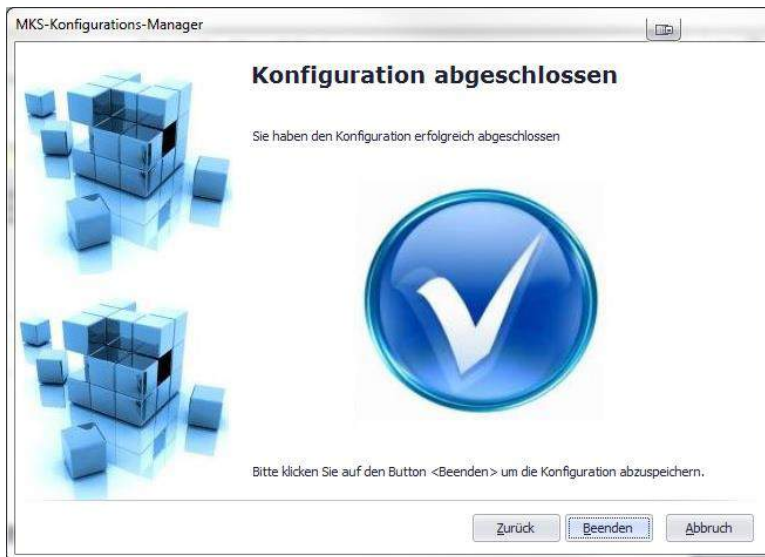 MKS-Konfigurations-Manager
Konfiguration abgeschlossen
Sie haben den Konfiguration erfolgreich abgeschlossen
Bitte klicken Sie auf den Button <Beenden> um die Konfiguration abzuspeichern.
Zurück Beenden Abbruch